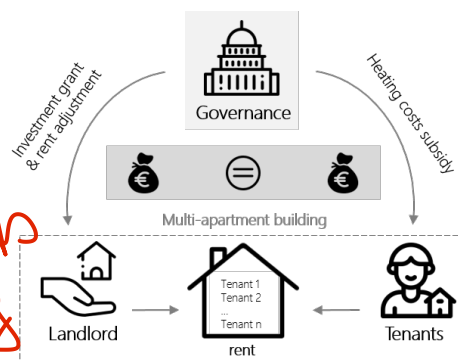 Governance
Investment grant
& rent adjustment
Heating costs subsidy
€
€
Multi-apartment building
Tenant 1
Tenant 2
...
Tenant n
Landlord
rent
Tenants